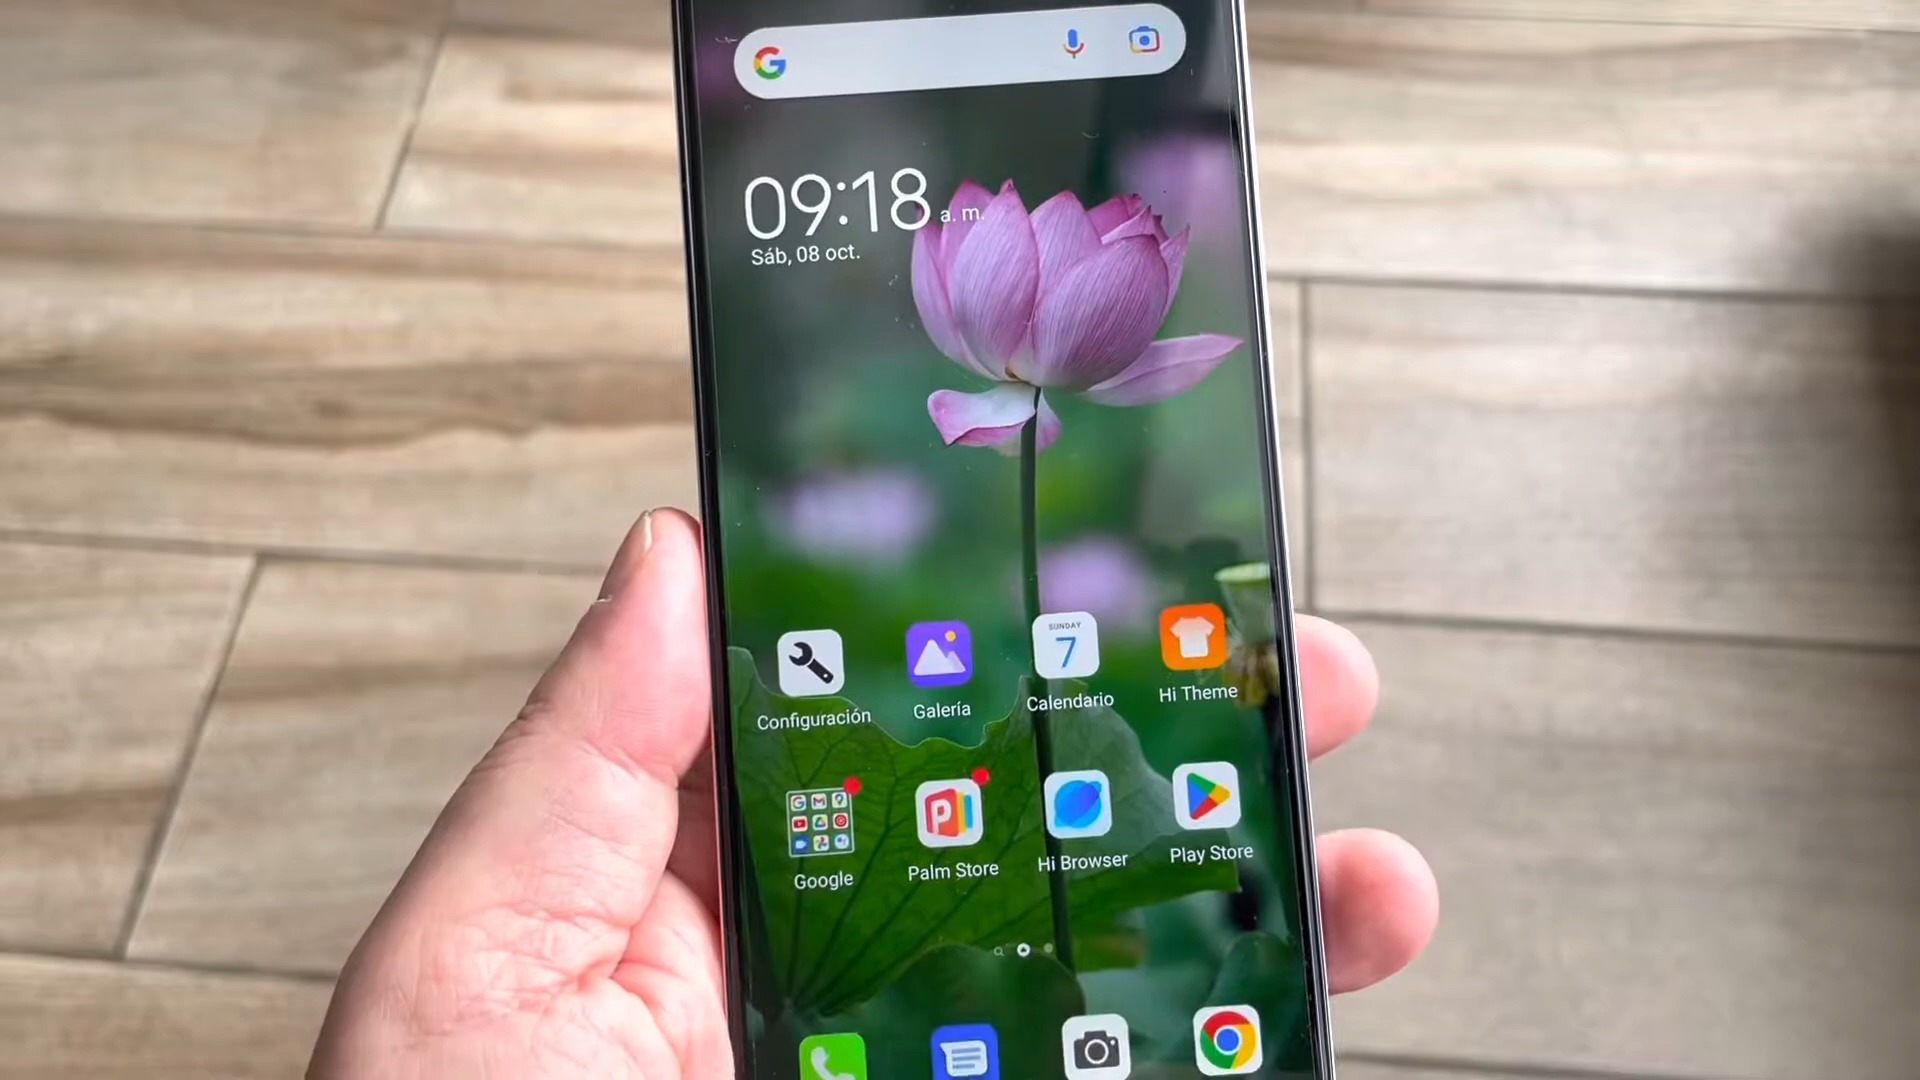 09:18 a. m.
Sáb, 08 oct.
SUNDAY
7
Configuración
Galería
Calendario
Hi Theme
Google
Palm Store
Hi Browser
Play Store